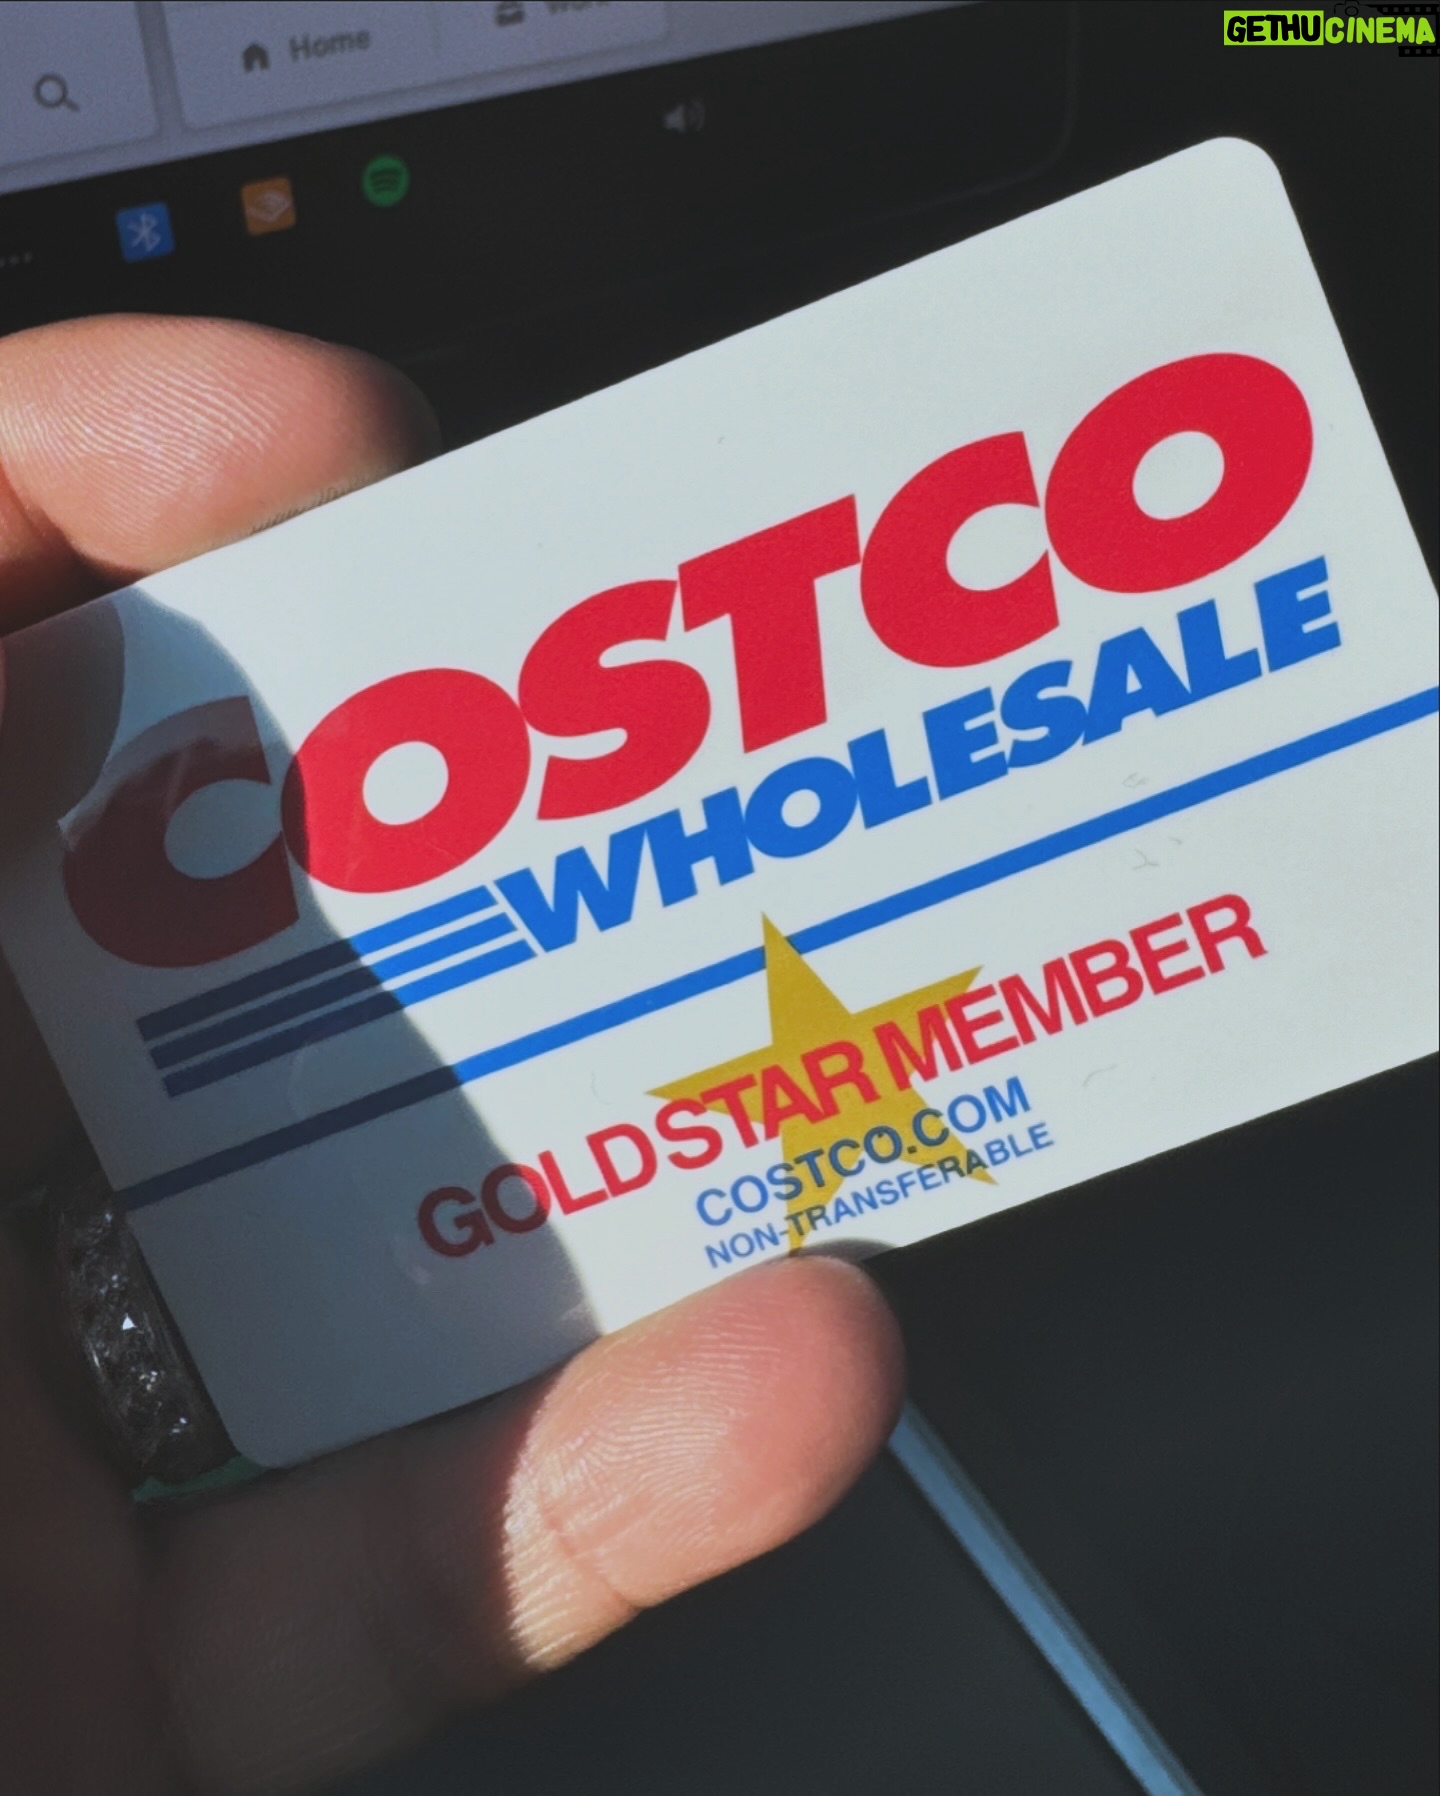 GETHUCINEMA
Home
COSTCO
WHOLESALE
GOLD STAR MEMBER
COSTCO.COM
NON-TRANSFERABLE